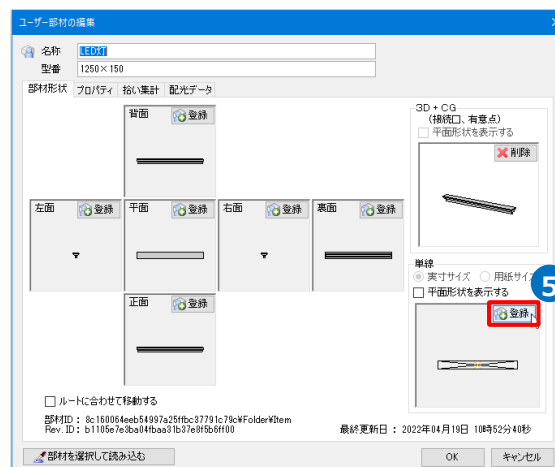 ユーザー部材の編集
名称 LED灯
型番 1250×150
部材形状 プロパティ 拾い集計 配光データ
背面 登録
3D+CG
(接続口、有意点)
平面形状を表示する
削除
左面 登録 平面 登録 右面 登録 裏面 登録
単線
実寸サイズ 用紙サイズ
平面形状を表示する
5
登録
正面 登録
ルートに合わせて移動する
部材ID: 8c160064eeb54997a25ffbc37791c79c¥Folder¥Item
Rev. ID: b1105e7e3ba04fbaa31b37e8f5b6ff00
最終更新日: 2022年04月19日 10時52分40秒
部材を選択して読み込む OK キャンセル